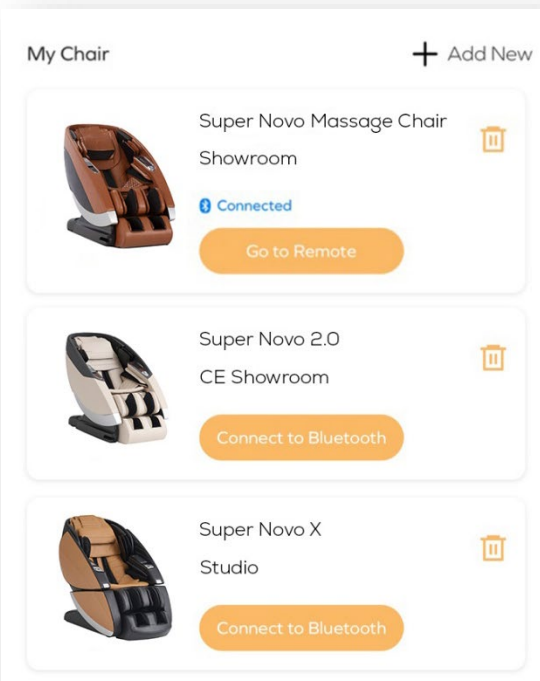 My Chair
Add New
Super Novo Massage Chair
Showroom
Connected
Go to Remote
Super Novo 2.0
CE Showroom
Connect to Bluetooth
Super Novo X
Studio
Connect to Bluetooth